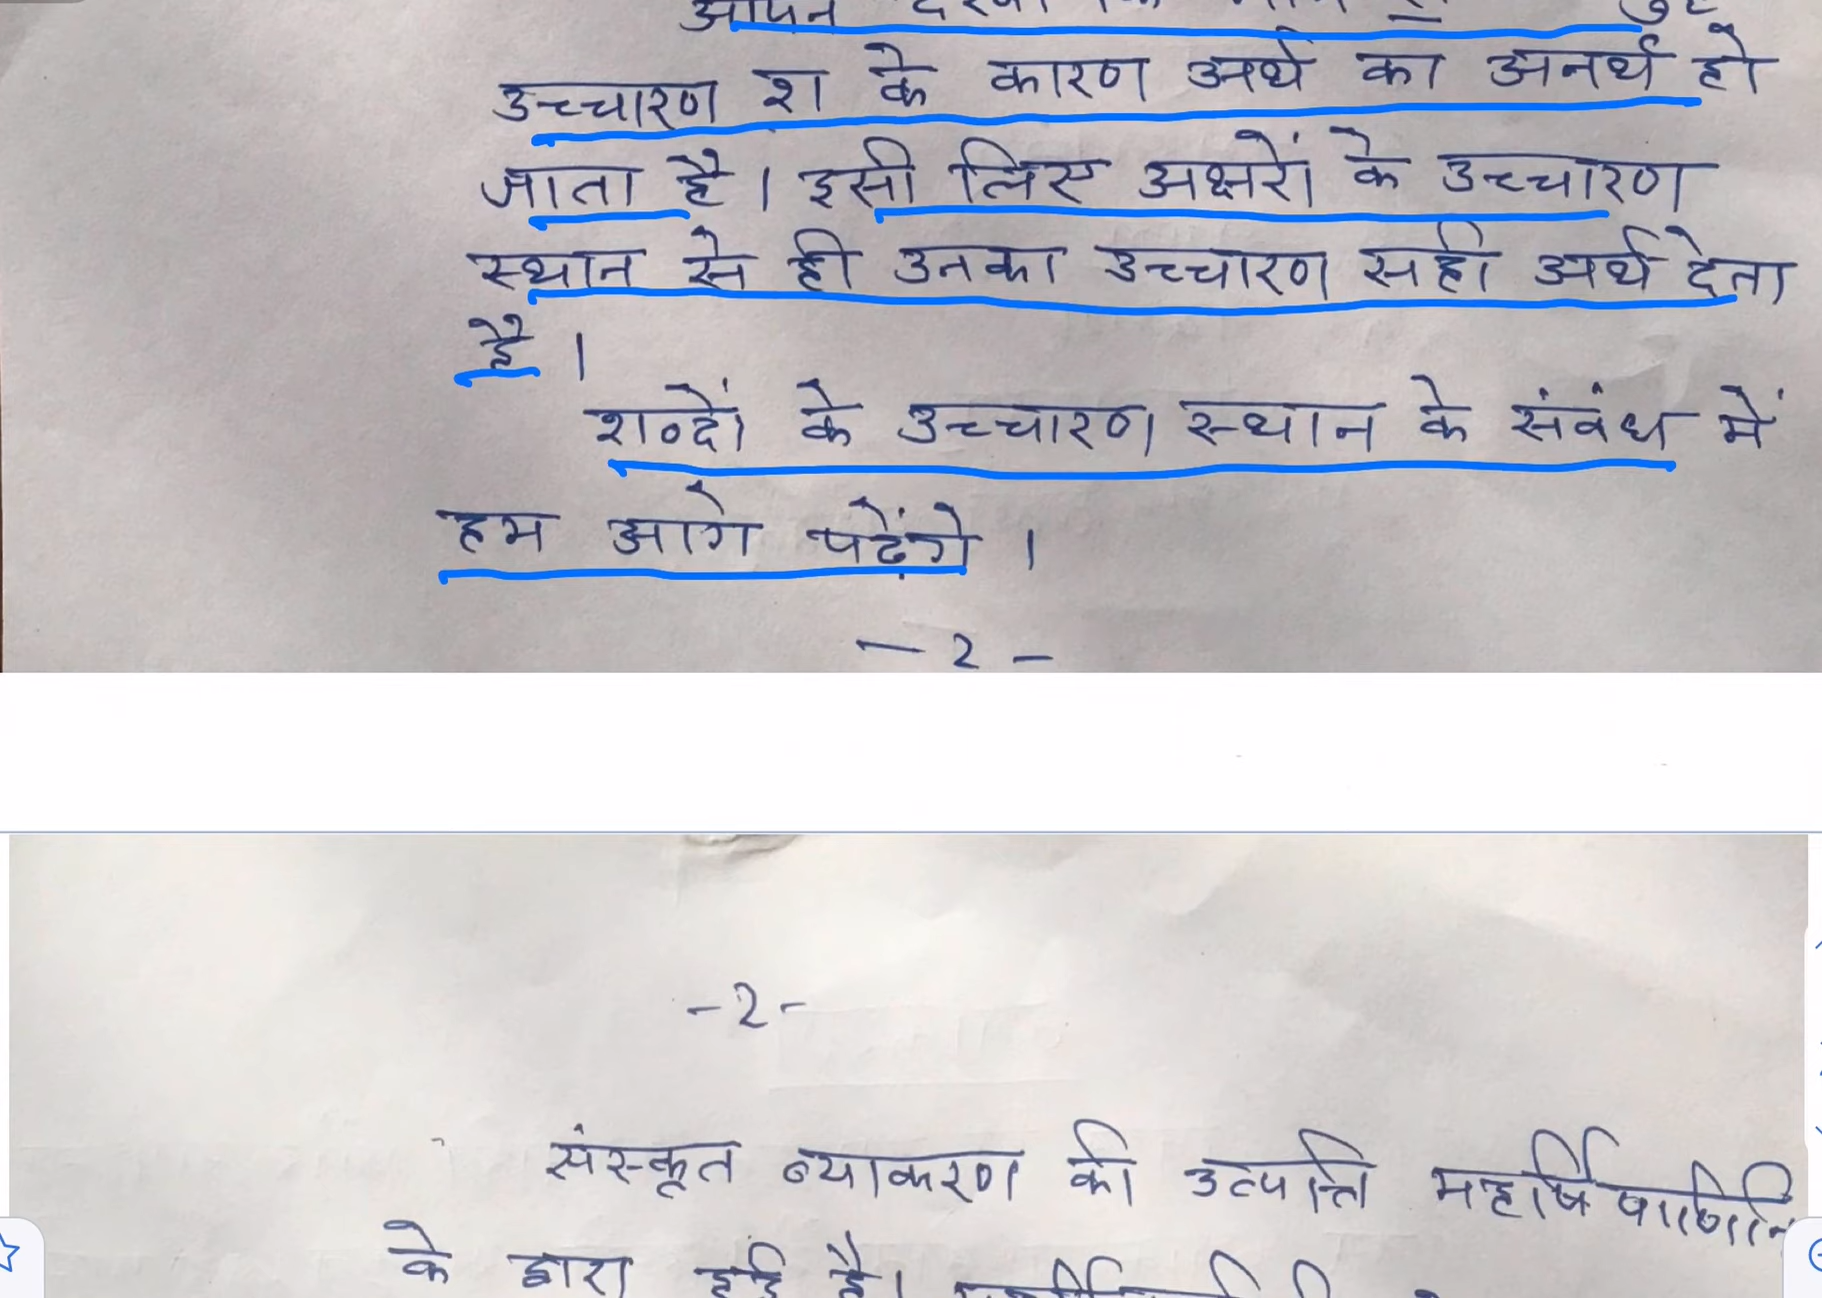 उच्चारण श के कारण अर्थ का अनर्थ हो
जाता है। इसी लिए अक्षरों के उच्चारण
स्थान से ही उनका उच्चारण सही अर्थ देता
है।
शब्दों के उच्चारण स्थान के संबंध में
हम आगे पढ़ेंगे।
— 2 —
- 2 -
संस्कृत व्याकरण की उत्पत्ति महर्षि पाणिनि
के द्वारा हुई है।